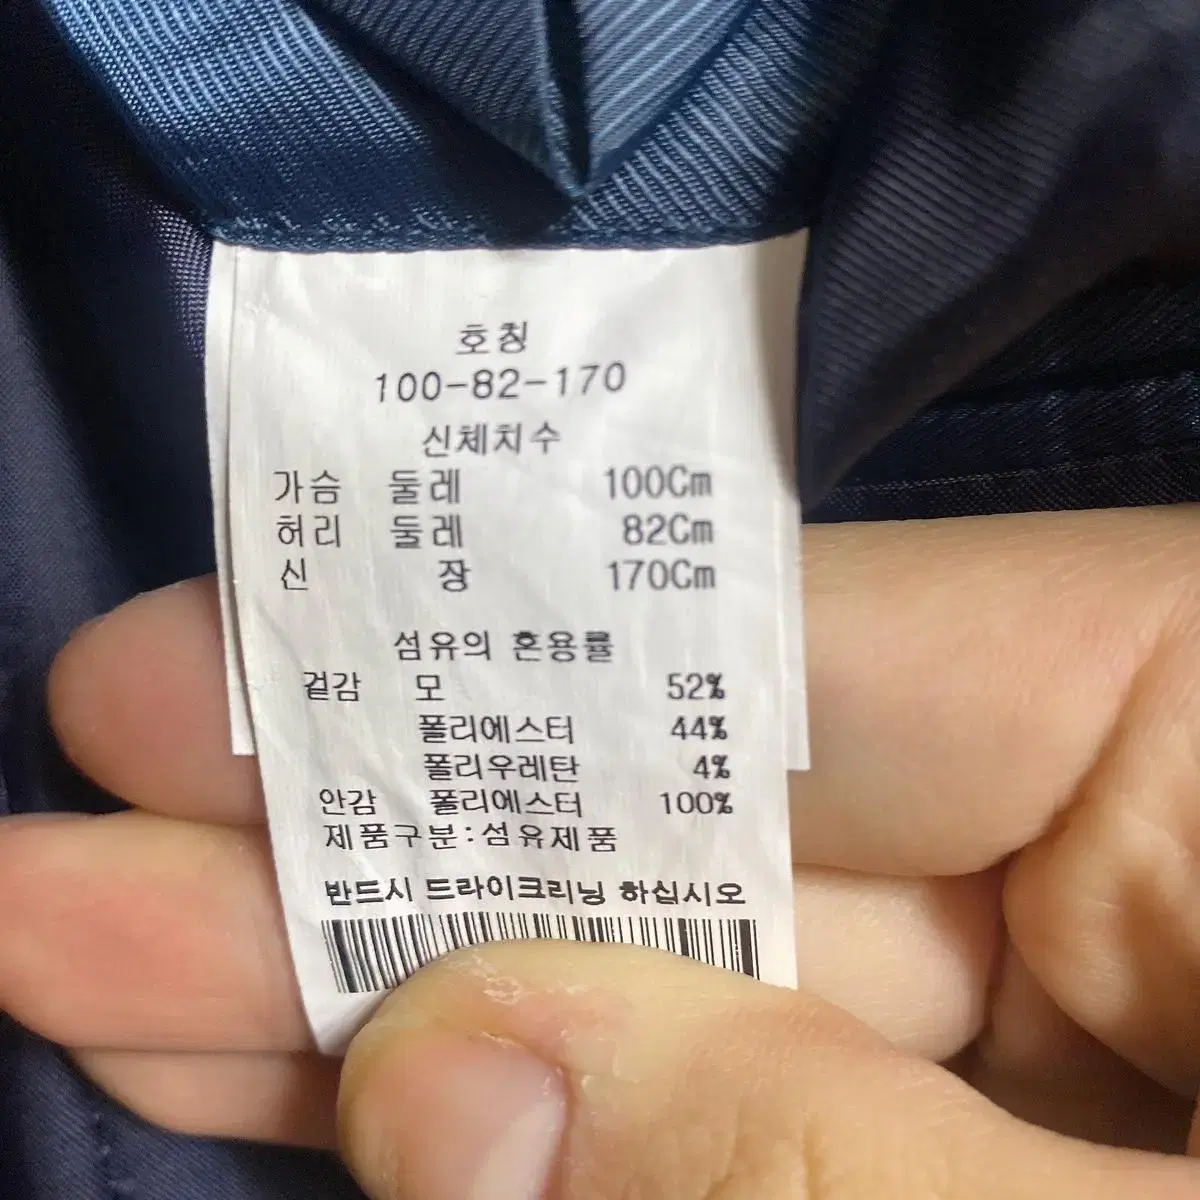 호칭
100-82-170
신체치수
가슴 둘레 100Cm
허리 둘레 82Cm
신 장 170Cm
섬유의 혼용률
겉감 모 52%
폴리에스터 44%
폴리우레탄 4%
안감 폴리에스터 100%
제품구분:섬유제품
반드시 드라이크리닝 하십시오